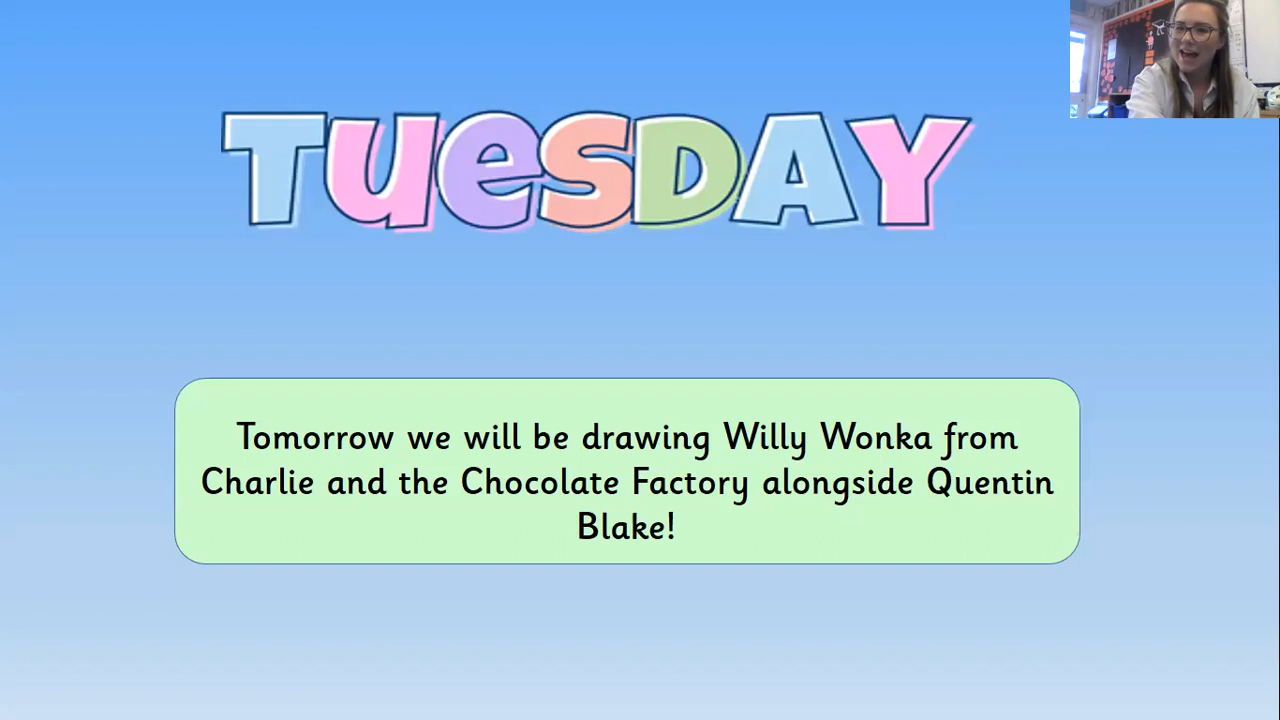 TUESDAY
Tomorrow we will be drawing Willy Wonka from
Charlie and the Chocolate Factory alongside Quentin
Blake!